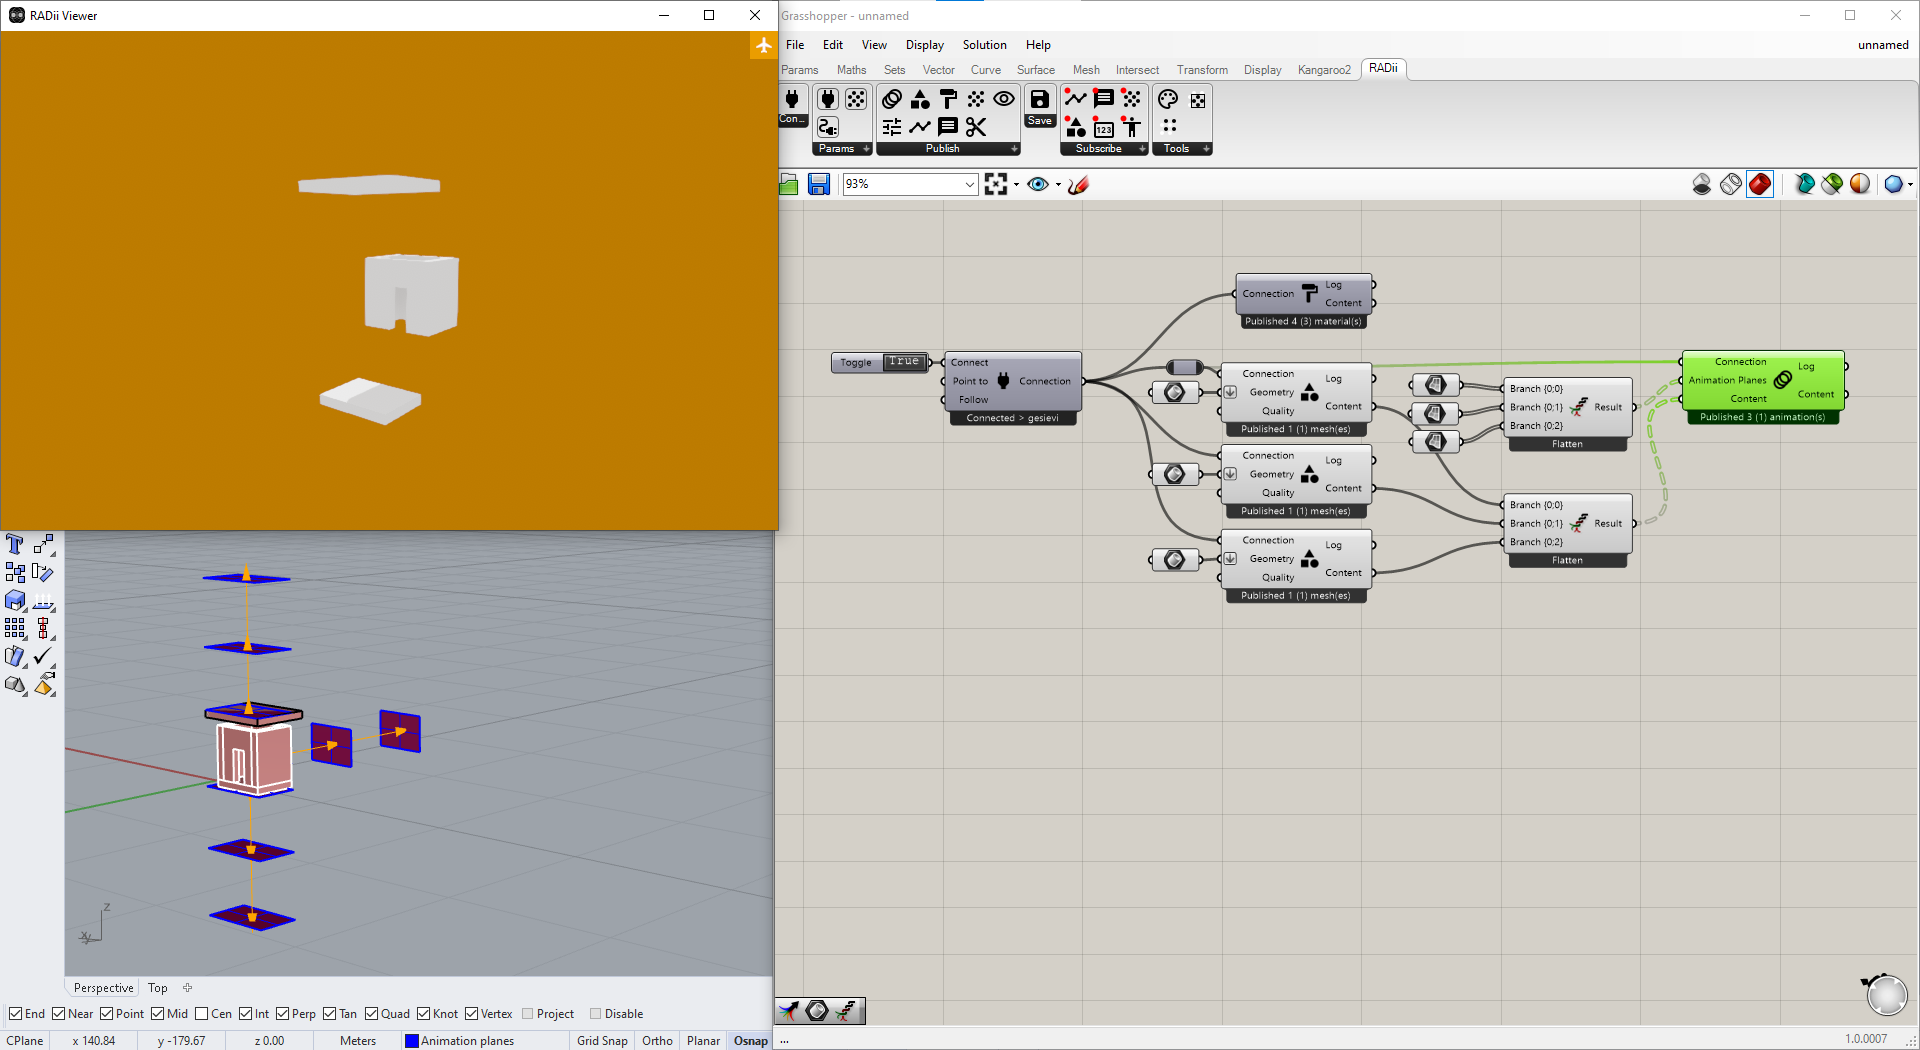 RADii Viewer
Grasshopper - unnamed
File Edit View Display Solution Help
unnamed
Params Maths Sets Vector Curve Surface Mesh Intersect Transform Display Kangaroo2 RADii
Con...
Save
123
Params
Publish
Subscribe
Tools
93%
Toggle True
Connect
Point to
Follow
Connection
Connected > gesievi
Connection
Log
Content
Published 4 (3) material(s)
Connection
Geometry
Quality
Log
Content
Published 1 (1) mesh(es)
Connection
Geometry
Quality
Log
Content
Published 1 (1) mesh(es)
Connection
Geometry
Quality
Log
Content
Published 1 (1) mesh(es)
Branch {0;0}
Branch {0;1}
Branch {0;2}
Result
Flatten
Branch {0;0}
Branch {0;1}
Branch {0;2}
Result
Flatten
Connection
Animation Planes
Content
Log
Content
Published 3 (1) animation(s)
z
Perspective Top
End Near Point Mid Cen Int Perp Tan Quad Knot Vertex Project Disable
CPlane x 140.84 y -179.67 z 0.00 Meters Animation planes Grid Snap Ortho Planar Osnap
...
1.0.0007